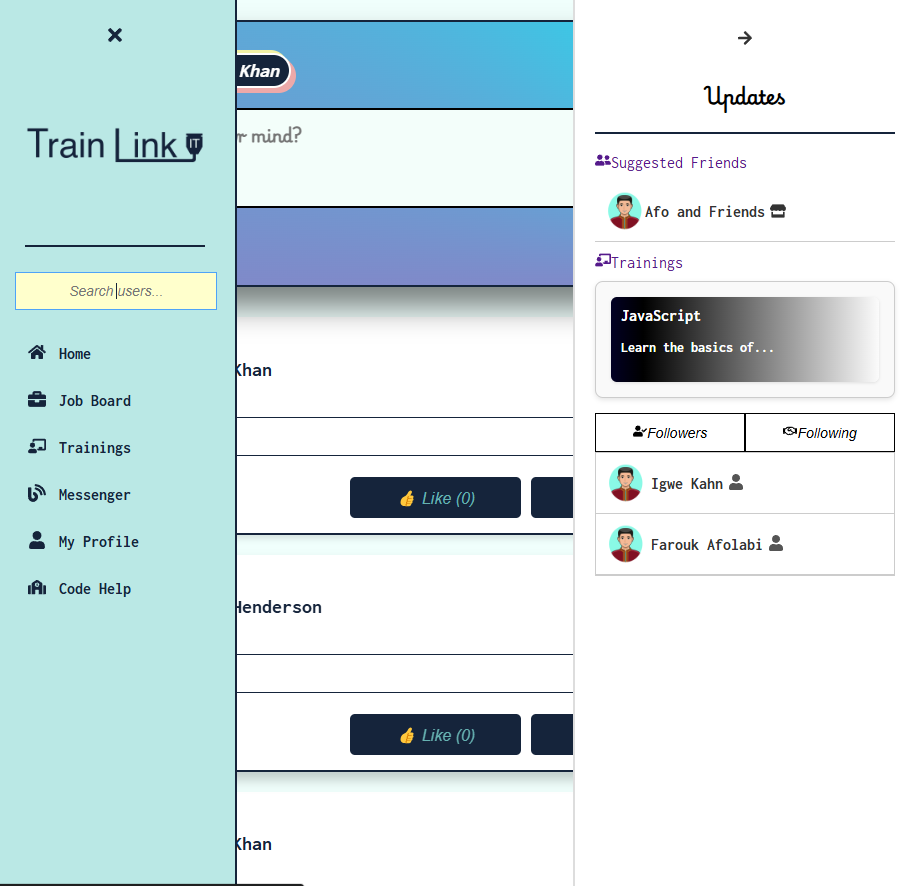 Train Link IT
Search users...
Home
Job Board
Trainings
Messenger
My Profile
Code Help
Khan
r mind?
Khan
👍 Like (0)
Henderson
👍 Like (0)
Khan
Updates
Suggested Friends
Afo and Friends
Trainings
JavaScript
Learn the basics of...
Followers
Following
Igwe Kahn
Farouk Afolabi